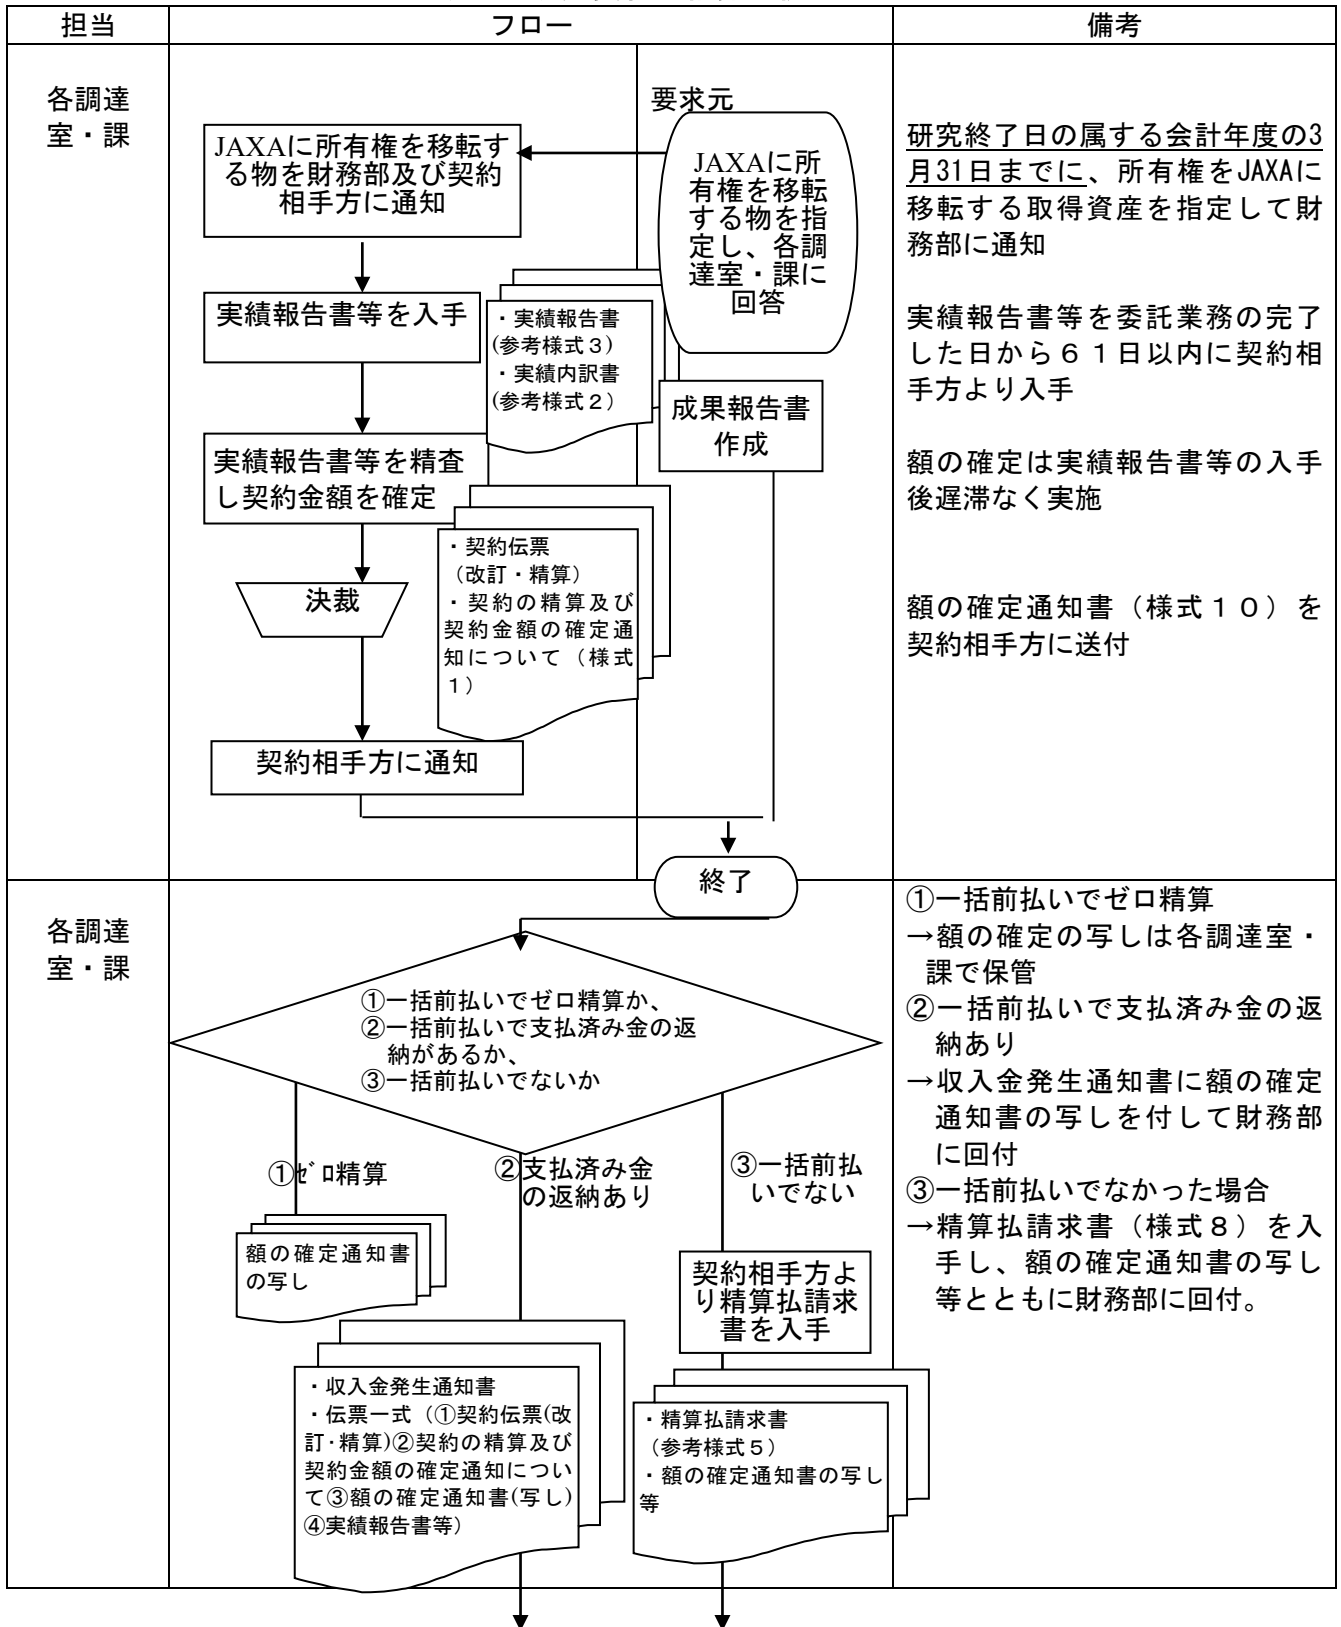 担当
フロー
備考
各調達
室・課
要求元
JAXAに所有権を移転す
る物を財務部及び契約
相手方に通知
JAXAに所
有権を移転
する物を指
定し、各調
達室・課に
回答
実績報告書等を入手
・実績報告書
(参考様式３)
・実績内訳書
(参考様式２)
成果報告書
作成
実績報告書等を精査
し契約金額を確定
・契約伝票
（改訂・精算）
・契約の精算及び
契約金額の確定通
知について（様式
１）
決裁
契約相手方に通知
終了
研究終了日の属する会計年度の3
月31日までに、所有権をJAXAに
移転する取得資産を指定して財
務部に通知
実績報告書等を委託業務の完了
した日から６１日以内に契約相
手方より入手
額の確定は実績報告書等の入手
後遅滞なく実施
額の確定通知書（様式１０）を
契約相手方に送付
各調達
室・課
①一括前払いでゼロ精算か、
②一括前払いで支払済み金の返
納があるか、
③一括前払いでないか
①ｾﾞﾛ精算
②支払済み金
の返納あり
③一括前払
いでない
額の確定通知書
の写し
契約相手方よ
り精算払請求
書を入手
・収入金発生通知書
・伝票一式（①契約伝票(改
訂･精算)②契約の精算及び
契約金額の確定通知につい
て③額の確定通知書(写し)
④実績報告書等）
・精算払請求書
（参考様式５）
・額の確定通知書の写し
等
①一括前払いでゼロ精算
→額の確定の写しは各調達室・
課で保管
②一括前払いで支払済み金の返
納あり
→収入金発生通知書に額の確定
通知書の写しを付して財務部
に回付
③一括前払いでなかった場合
→精算払請求書（様式８）を入
手し、額の確定通知書の写し
等とともに財務部に回付。